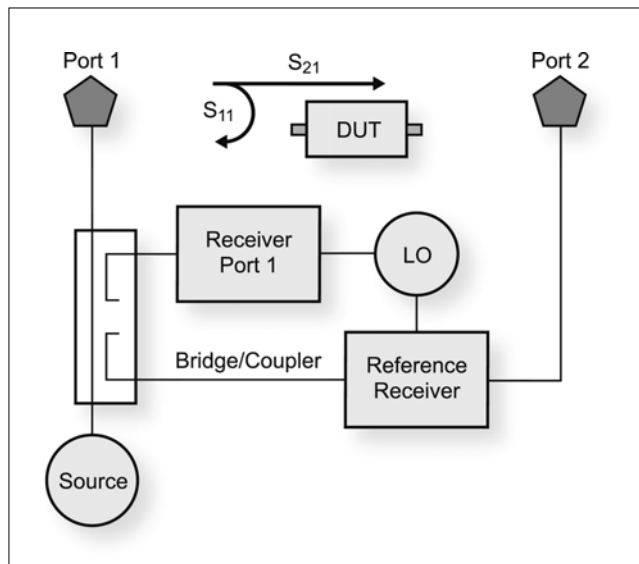 Port 1
Port 2
S21
S11
DUT
Receiver
Port 1
LO
Bridge/Coupler
Reference
Receiver
Source